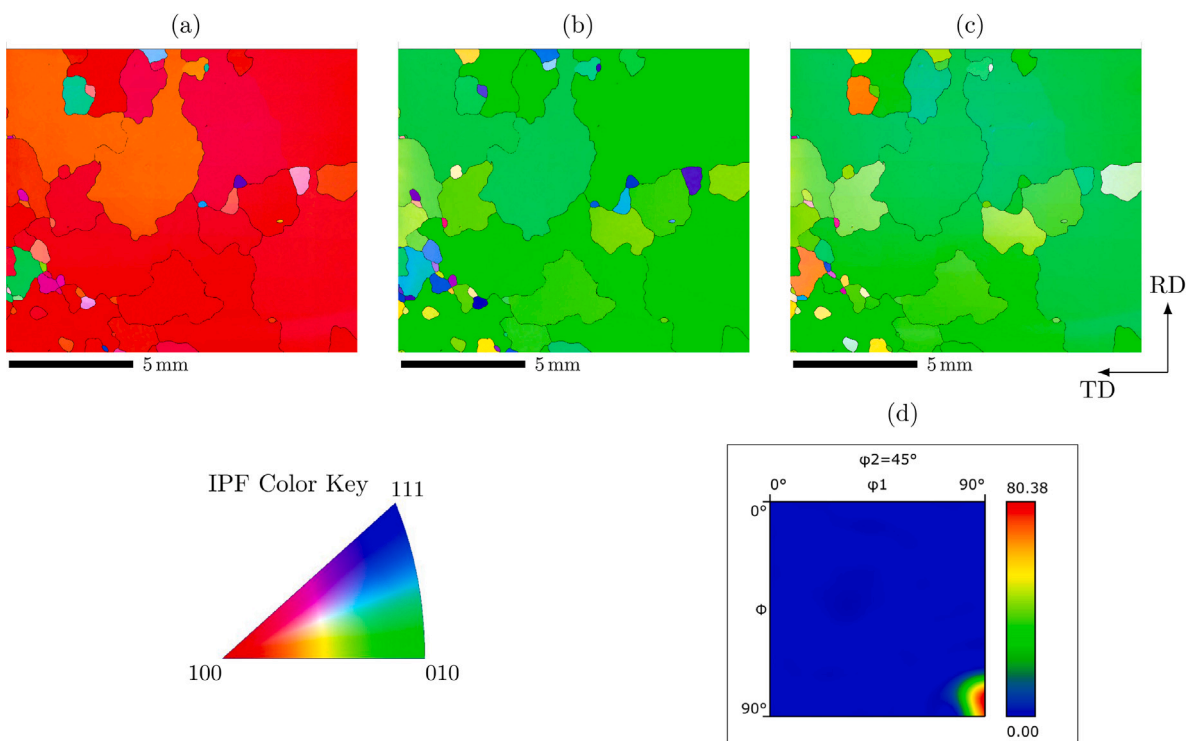 (a)
(b)
(c)
5 mm
5 mm
5 mm
RD
TD
(d)
IPF Color Key
111
100
010
φ2=45°
0°
φ1
90°
80.38
0°
Φ
90°
0.00